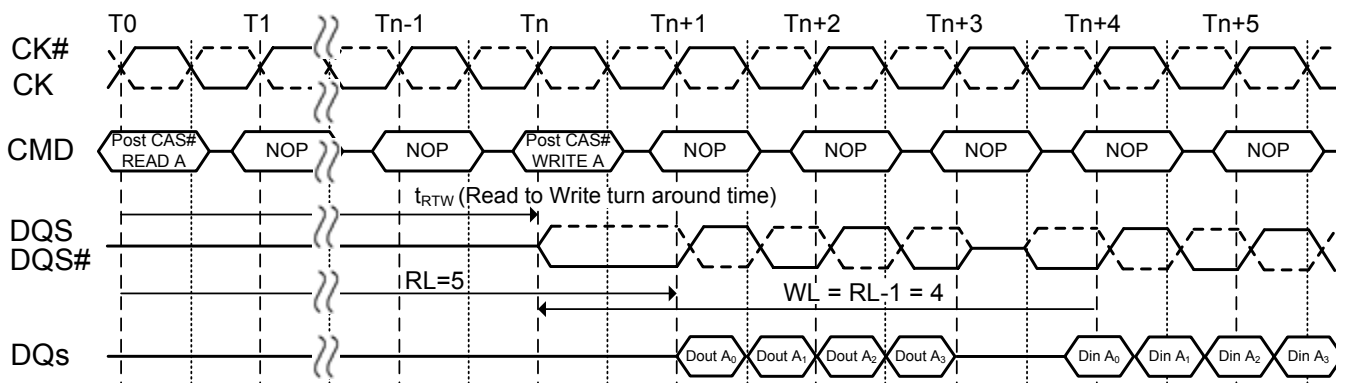 T0 T1 Tn-1 Tn Tn+1 Tn+2 Tn+3 Tn+4 Tn+5
CK#
CK
CMD Post CAS# READ A NOP NOP Post CAS# WRITE A NOP NOP NOP NOP NOP
tRTW (Read to Write turn around time)
DQS
DQS#
RL=5 WL = RL-1 = 4
DQs Dout A0 Dout A1 Dout A2 Dout A3 Din A0 Din A1 Din A2 Din A3